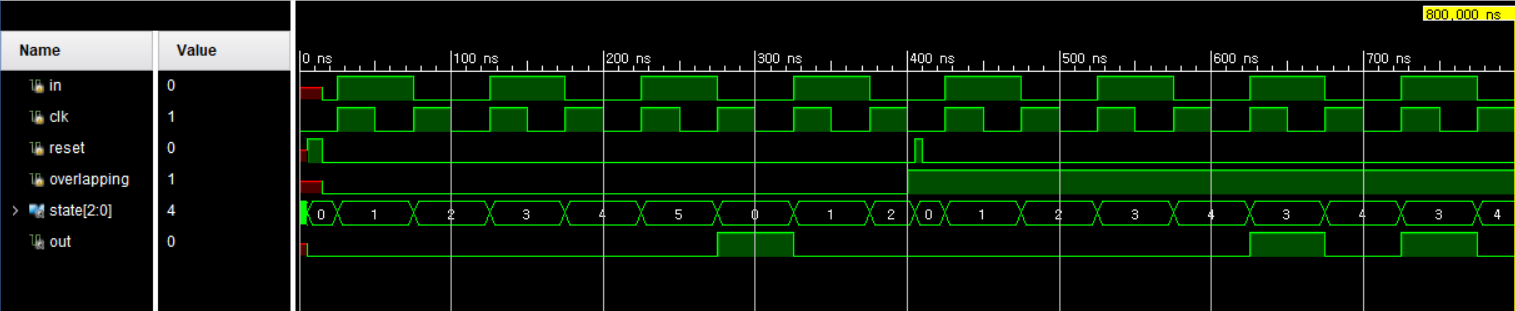 800,000 ns
Name Value
0 ns 100 ns 200 ns 300 ns 400 ns 500 ns 600 ns 700 ns
in 0
clk 1
reset 0
overlapping 1
state[2:0] 4 0 1 2 3 4 5 0 1 2 0 1 2 3 4 3 4 3 4
out 0